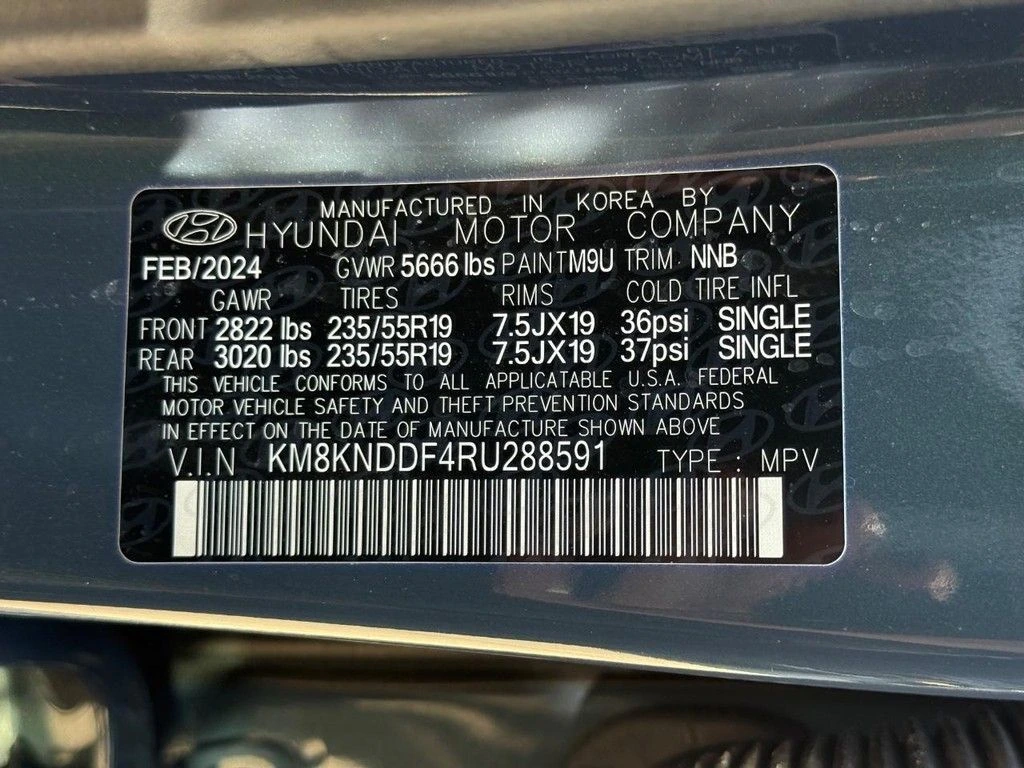 MANUFACTURED IN KOREA BY
HYUNDAI MOTOR COMPANY
FEB/2024 GVWR 5666 lbs PAINT M9U TRIM NNB
GAWR TIRES RIMS COLD TIRE INFL
FRONT 2822 lbs 235/55R19 7.5JX19 36psi SINGLE
REAR 3020 lbs 235/55R19 7.5JX19 37psi SINGLE
THIS VEHICLE CONFORMS TO ALL APPLICATABLE U.S.A. FEDERAL
MOTOR VEHICLE SAFETY AND THEFT PREVENTION STANDARDS
IN EFFECT ON THE DATE OF MANUFACTURE SHOWN ABOVE
V.I.N KM8KNDDF4RU288591 TYPE : MPV